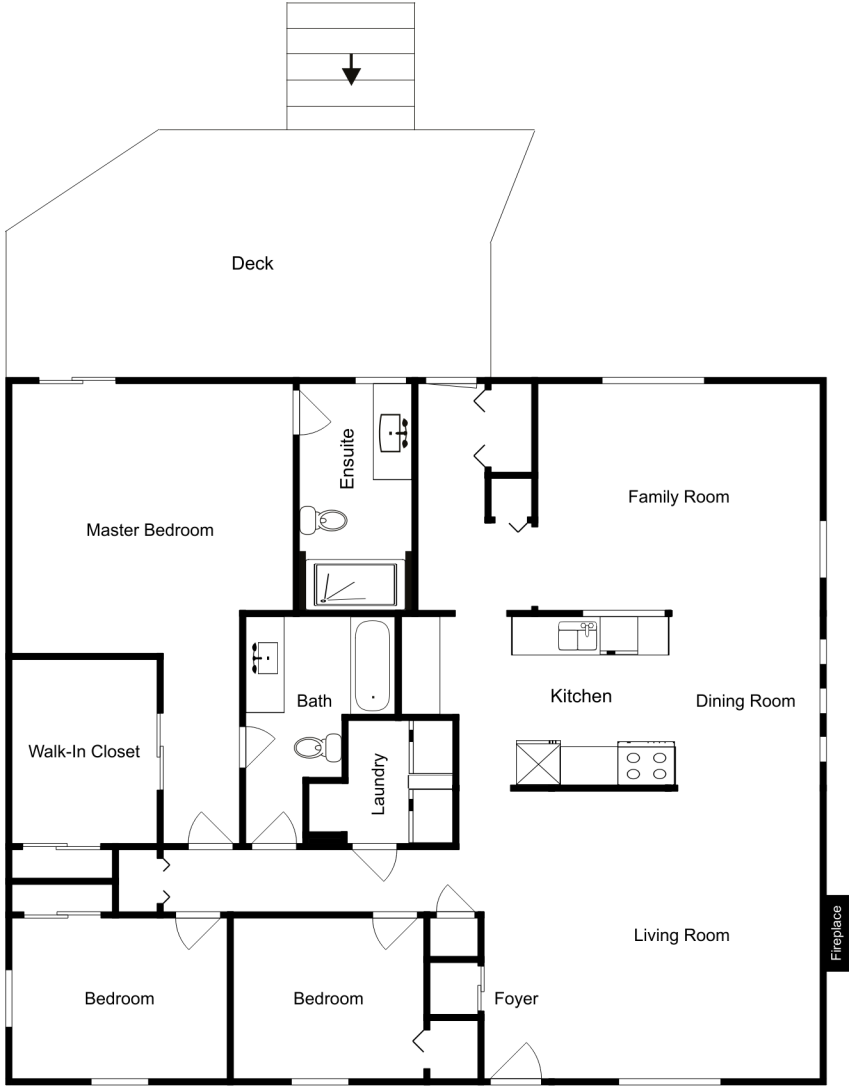 Deck
Ensuite
Family Room
Master Bedroom
Kitchen
Bath
Dining Room
Walk-In Closet
Laundry
Living Room
Fireplace
Bedroom
Bedroom
Foyer